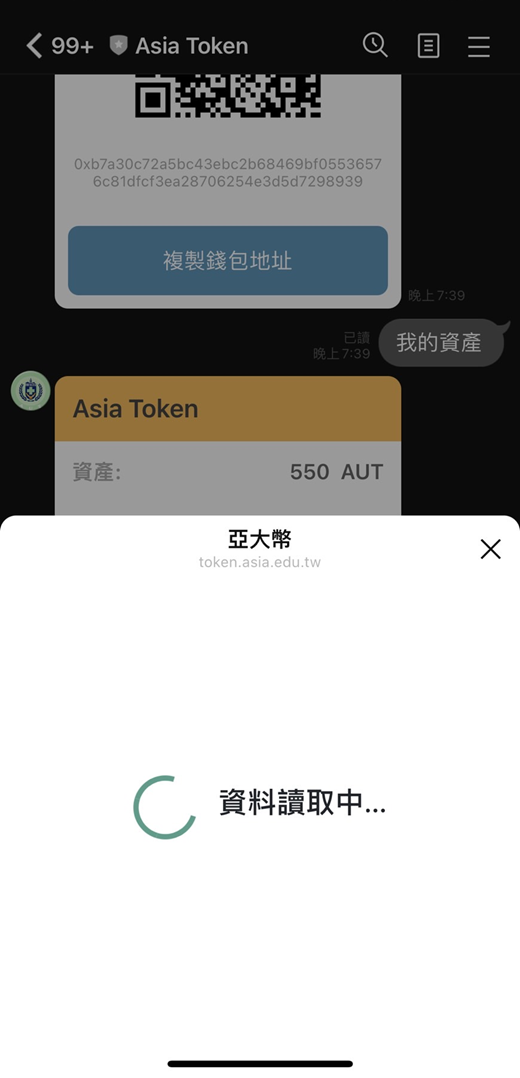 99+ Asia Token
0xb7a30c72a5bc43ebc2b68469bf0553657
6c81dfcf3ea28706254e3d5d7298939
複製錢包地址
晚上7:39
已讀
晚上7:39
我的資產
Asia Token
資產: 550 AUT
亞大幣
token.asia.edu.tw
資料讀取中...